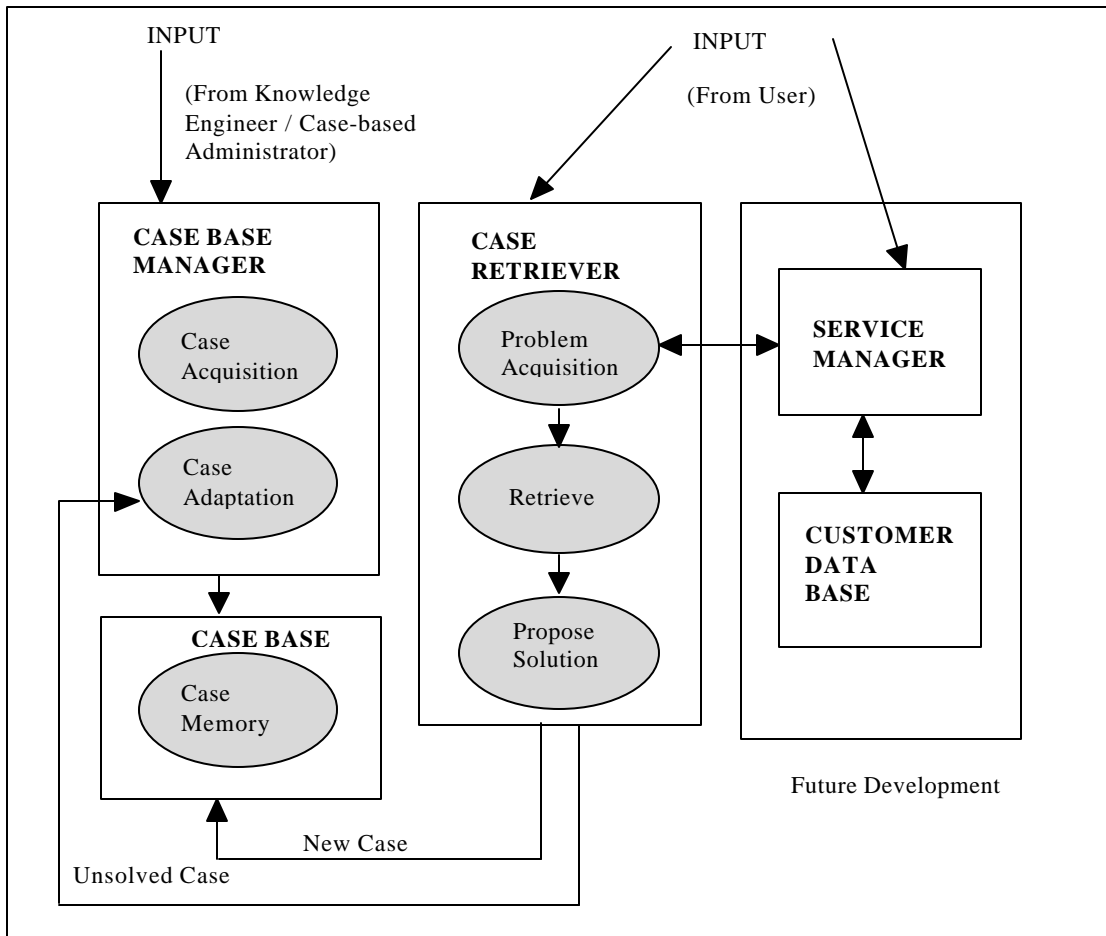 INPUT
(From Knowledge
Engineer / Case-based
Administrator)
INPUT
(From User)
CASE BASE
MANAGER
Case
Acquisition
Case
Adaptation
CASE BASE
Case
Memory
CASE
RETRIEVER
Problem
Acquisition
Retrieve
Propose
Solution
SERVICE
MANAGER
CUSTOMER
DATA
BASE
Future Development
New Case
Unsolved Case